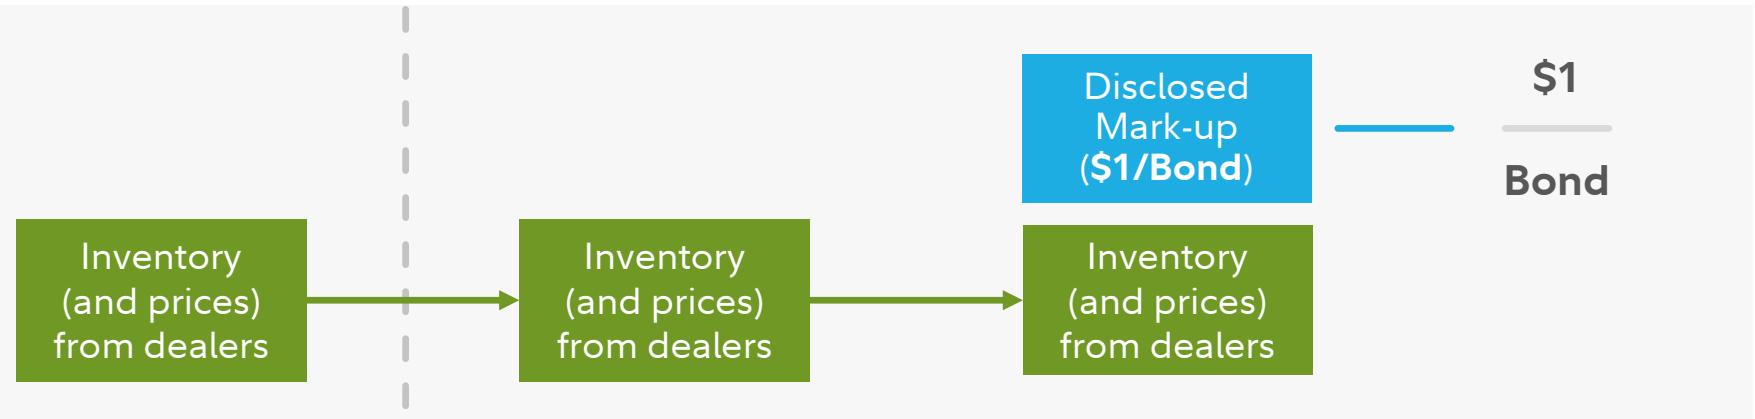 Inventory
(and prices)
from dealers
Inventory
(and prices)
from dealers
Disclosed
Mark-up
($1/Bond)
Inventory
(and prices)
from dealers
$1
Bond